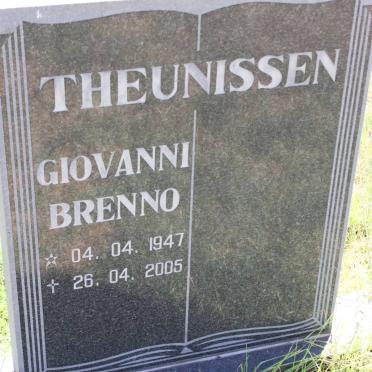 THEUNISSEN
GIOVANNI
BRENNO
☆ 04. 04. 1947
✝ 26. 04. 2005